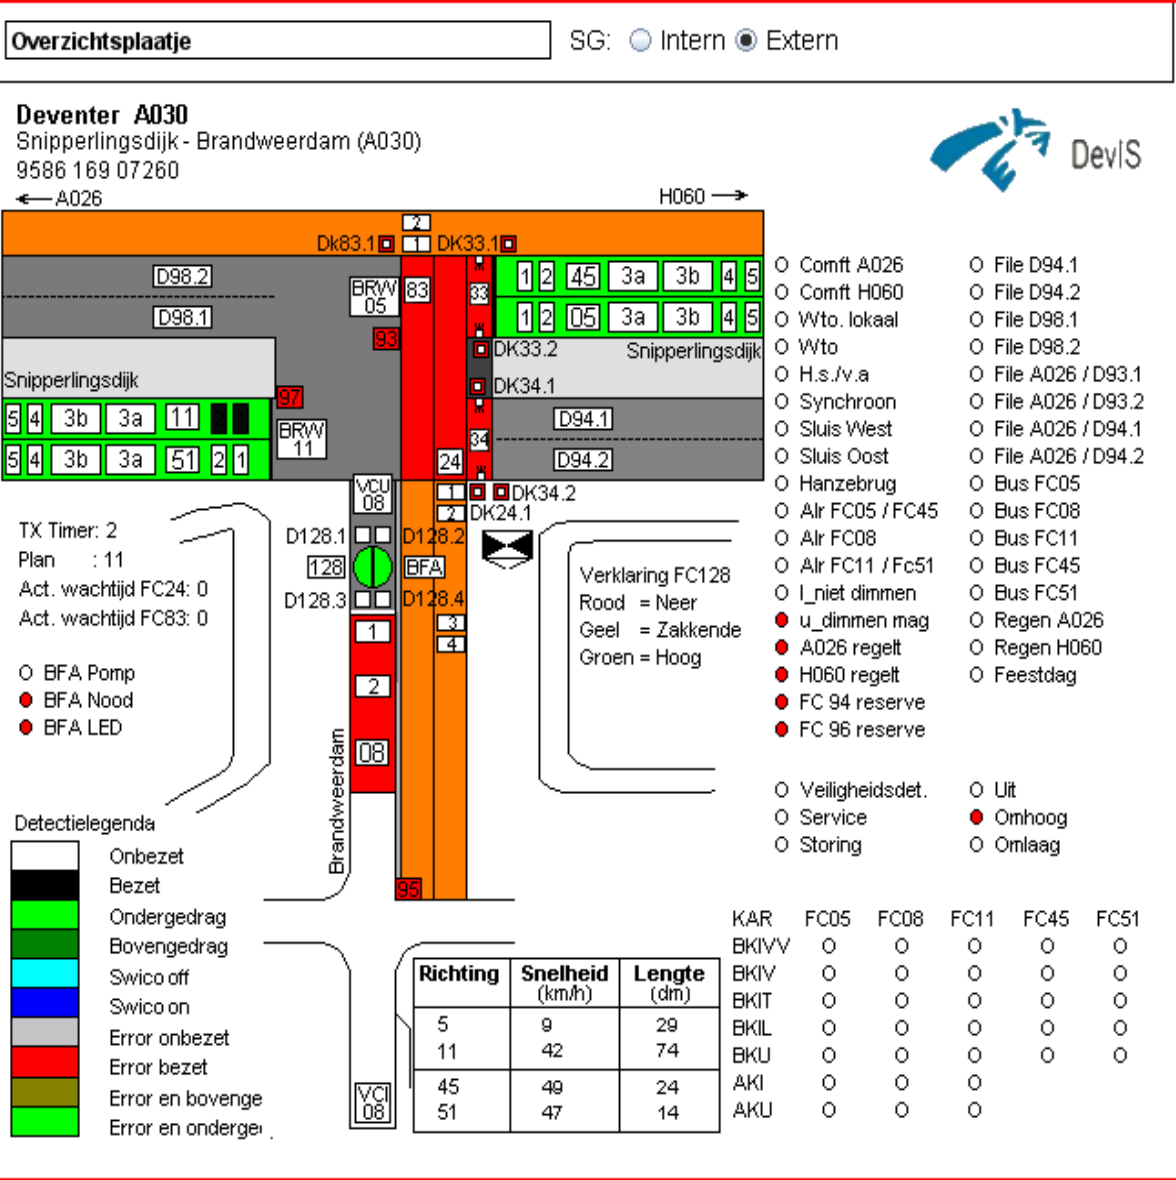 Overzichtsplaatje
SG: Intern Extern
Deventer A030
Snipperlingsdijk - Brandweerdam (A030)
9586 169 07260
DevIS
A026
H060
2
Dk83.1 1 DK33.1
D98.2
D98.1
BRW 05
83
33
93
1 2 45 3a 3b 4 5
1 2 05 3a 3b 4 5
DK33.2
Snipperlingsdijk
DK34.1
Snipperlingsdijk
97
5 4 3b 3a 11
BRW 11
5 4 3b 3a 51 2 1
D94.1
34
24
D94.2
VCU 08
1
DK34.2
2
DK24.1
D128.1
D128.2
128
BFA
D128.3
D128.4
1
3
4
2
08
Brandweerdam
95
VCI 08
TX Timer: 2
Plan : 11
Act. wachtijd FC24: 0
Act. wachtijd FC83: 0
BFA Pomp
BFA Nood
BFA LED
Verklaring FC128
Rood = Neer
Geel = Zakkende
Groen = Hoog
Comft A026
Comft H060
Wto. lokaal
Wto
H.s./v.a
Synchroon
Sluis West
Sluis Oost
Hanzebrug
Alr FC05 / FC45
Alr FC08
Alr FC11 / Fc51
l_niet dimmen
u_dimmen mag
A026 regelt
H060 regelt
FC 94 reserve
FC 96 reserve
File D94.1
File D94.2
File D98.1
File D98.2
File A026 / D93.1
File A026 / D93.2
File A026 / D94.1
File A026 / D94.2
Bus FC05
Bus FC08
Bus FC11
Bus FC45
Bus FC51
Regen A026
Regen H060
Feestdag
Veiligheidsdet.
Service
Storing
Uit
Omhoog
Omlaag
Detectielegenda
Onbezet
Bezet
Ondergedrag
Bovengedrag
Swico off
Swico on
Error onbezet
Error bezet
Error en bovenge
Error en onderge
Richting Snelheid (km/h) Lengte (dm)
5 9 29
11 42 74
45 49 24
51 47 14
KAR FC05 FC08 FC11 FC45 FC51
BKIVV
BKIV
BKIT
BKIL
BKU
AKI
AKU